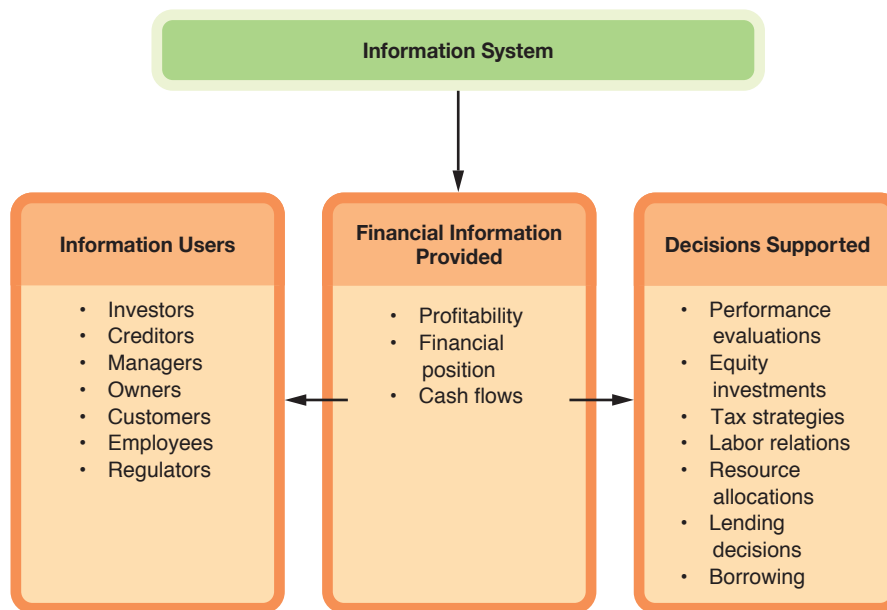 Information System
Information Users
• Investors
• Creditors
• Managers
• Owners
• Customers
• Employees
• Regulators
Financial Information
Provided
• Profitability
• Financial
position
• Cash flows
Decisions Supported
• Performance
evaluations
• Equity
investments
• Tax strategies
• Labor relations
• Resource
allocations
• Lending
decisions
• Borrowing